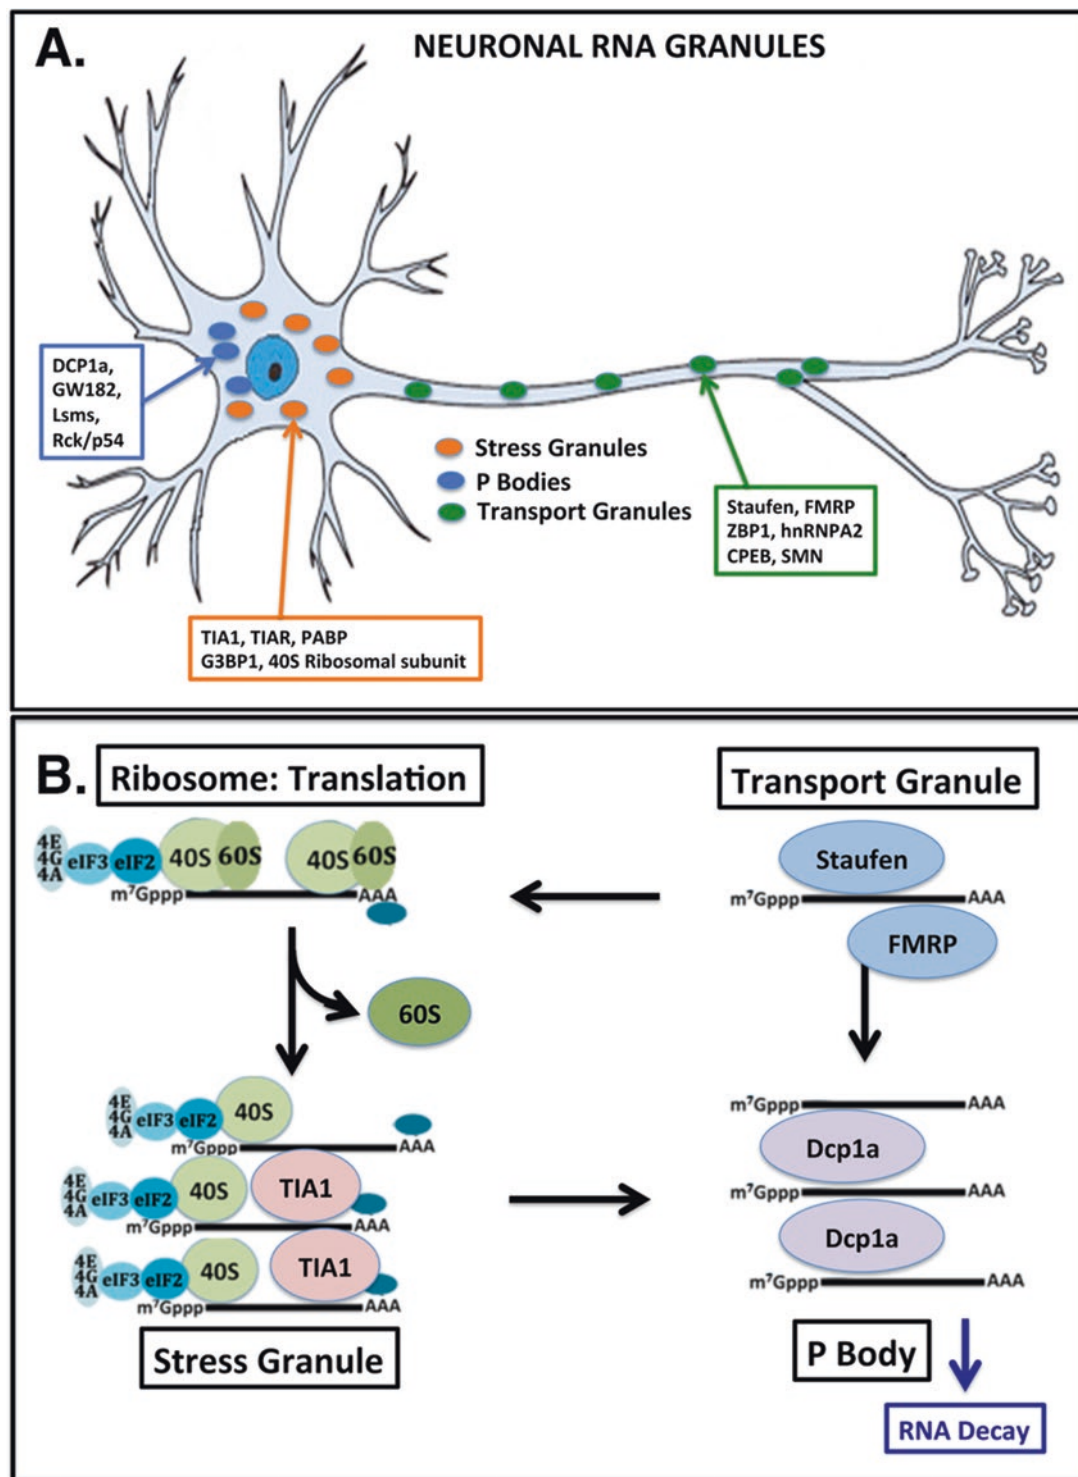 A.
NEURONAL RNA GRANULES
DCP1a,
GW182,
Lsms,
Rck/p54
Stress Granules
P Bodies
Transport Granules
Staufen, FMRP
ZBP1, hnRNPA2
CPEB, SMN
TIA1, TIAR, PABP
G3BP1, 40S Ribosomal subunit
B.
Ribosome: Translation
4E
4G
4A
eIF3
eIF2
40S
60S
40S
60S
m⁷Gppp
AAA
60S
4E
4G
4A
eIF3
eIF2
40S
m⁷Gppp
AAA
4E
4G
4A
eIF3
eIF2
40S
TIA1
m⁷Gppp
AAA
4E
4G
4A
eIF3
eIF2
40S
TIA1
m⁷Gppp
AAA
Stress Granule
Transport Granule
Staufen
m⁷Gppp
AAA
FMRP
m⁷Gppp
AAA
Dcp1a
m⁷Gppp
AAA
Dcp1a
m⁷Gppp
AAA
P Body
RNA Decay